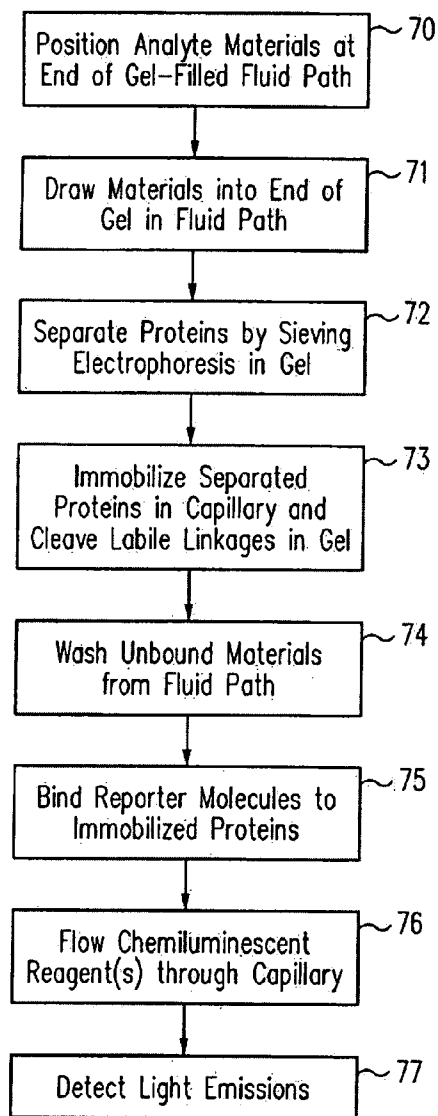 Position Analyte Materials at
End of Gel-Filled Fluid Path
70
Draw Materials into End of
Gel in Fluid Path
71
Separate Proteins by Sieving
Electrophoresis in Gel
72
Immobilize Separated
Proteins in Capillary and
Cleave Labile Linkages in Gel
73
Wash Unbound Materials
from Fluid Path
74
Bind Reporter Molecules to
Immobilized Proteins
75
Flow Chemiluminescent
Reagent(s) through Capillary
76
Detect Light Emissions
77